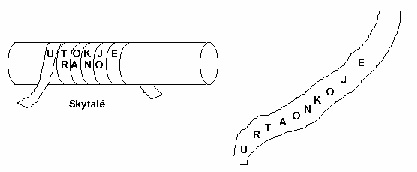 U T O K J E
R A N O
Skytalé
U R T A O N K O J E